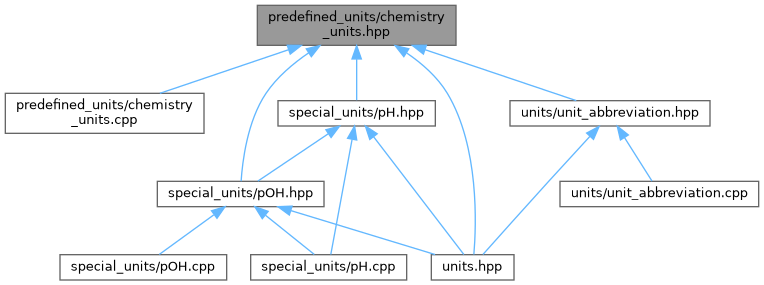 predefined_units/chemistry
_units.hpp
predefined_units/chemistry
_units.cpp
special_units/pH.hpp
units/unit_abbreviation.hpp
special_units/pOH.hpp
units/unit_abbreviation.cpp
special_units/pOH.cpp
special_units/pH.cpp
units.hpp